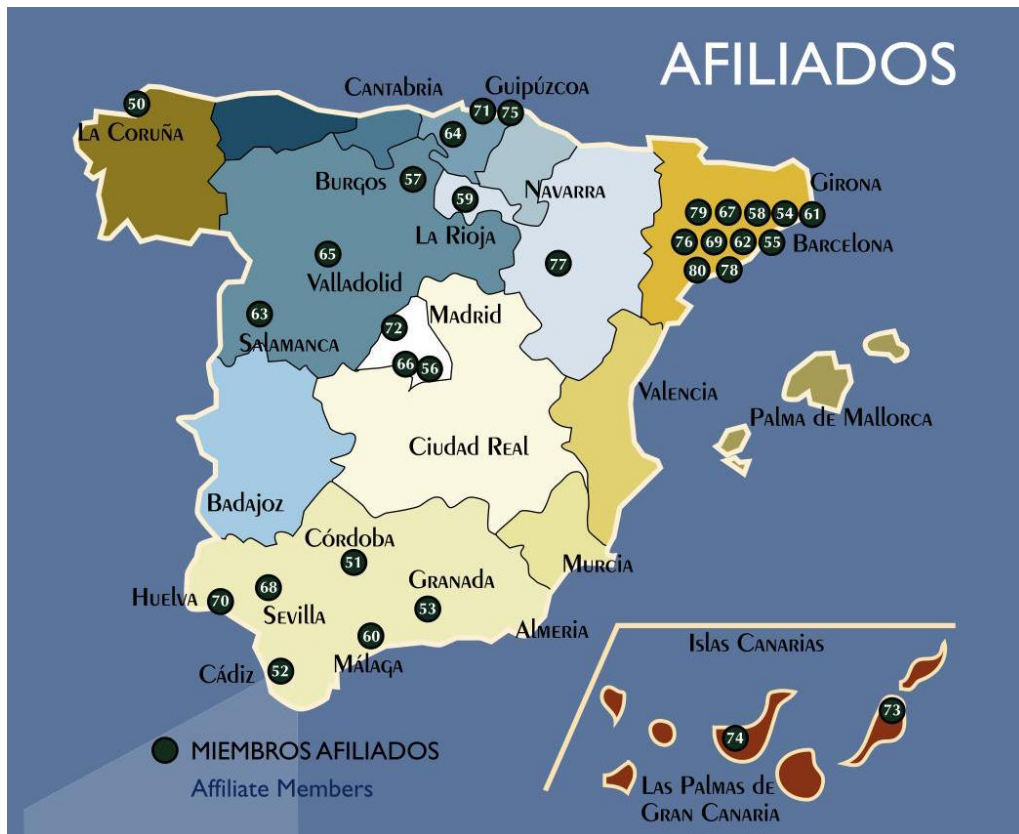 AFILIADOS
Cantabria
Guipúzcoa
50
71
75
La Coruña
64
Burgos
57
Navarra
Girona
59
79
67
58
54
61
La Rioja
76
69
62
55
Barcelona
65
77
80
78
Valladolid
63
Madrid
72
Salamanca
66
56
Valencia
Palma de Mallorca
Ciudad Real
Badajoz
Córdoba
51
Murcia
Huelva
70
68
Granada
Sevilla
53
Almeria
60
Málaga
Cádiz
52
Islas Canarias
73
74
MIEMBROS AFILIADOS
Affiliate Members
Las Palmas de
Gran Canaria